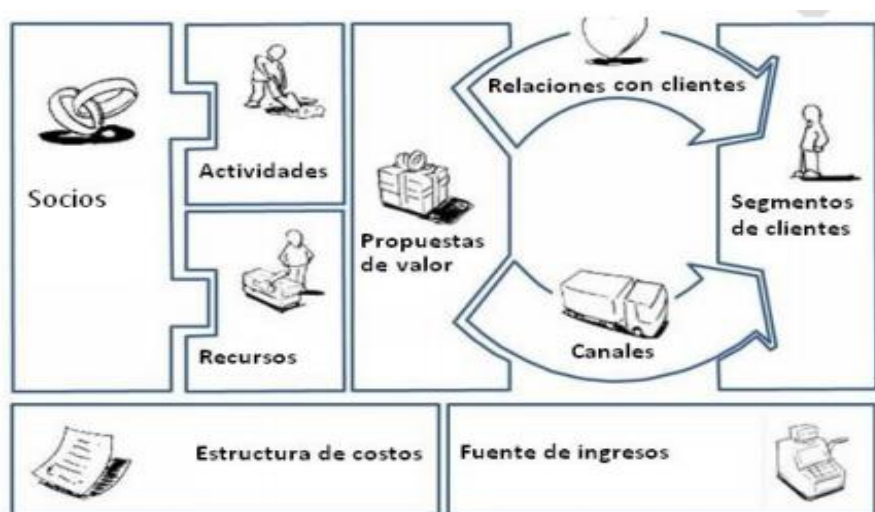 Socios
Actividades
Recursos
Propuestas
de valor
Relaciones con clientes
Canales
Segmentos
de clientes
Estructura de costos
Fuente de ingresos